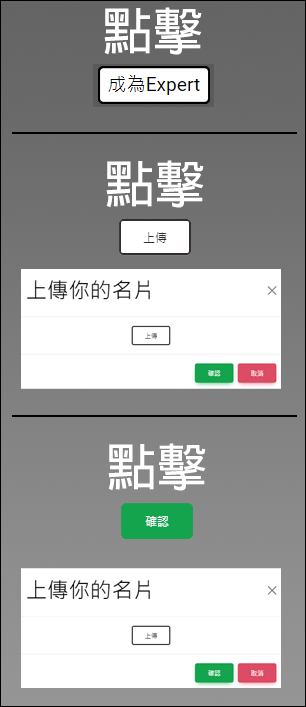 點擊
成為Expert
點擊
上傳
上傳你的名片 ×
上傳
確認 取消
點擊
確認
上傳你的名片 ×
上傳
確認 取消